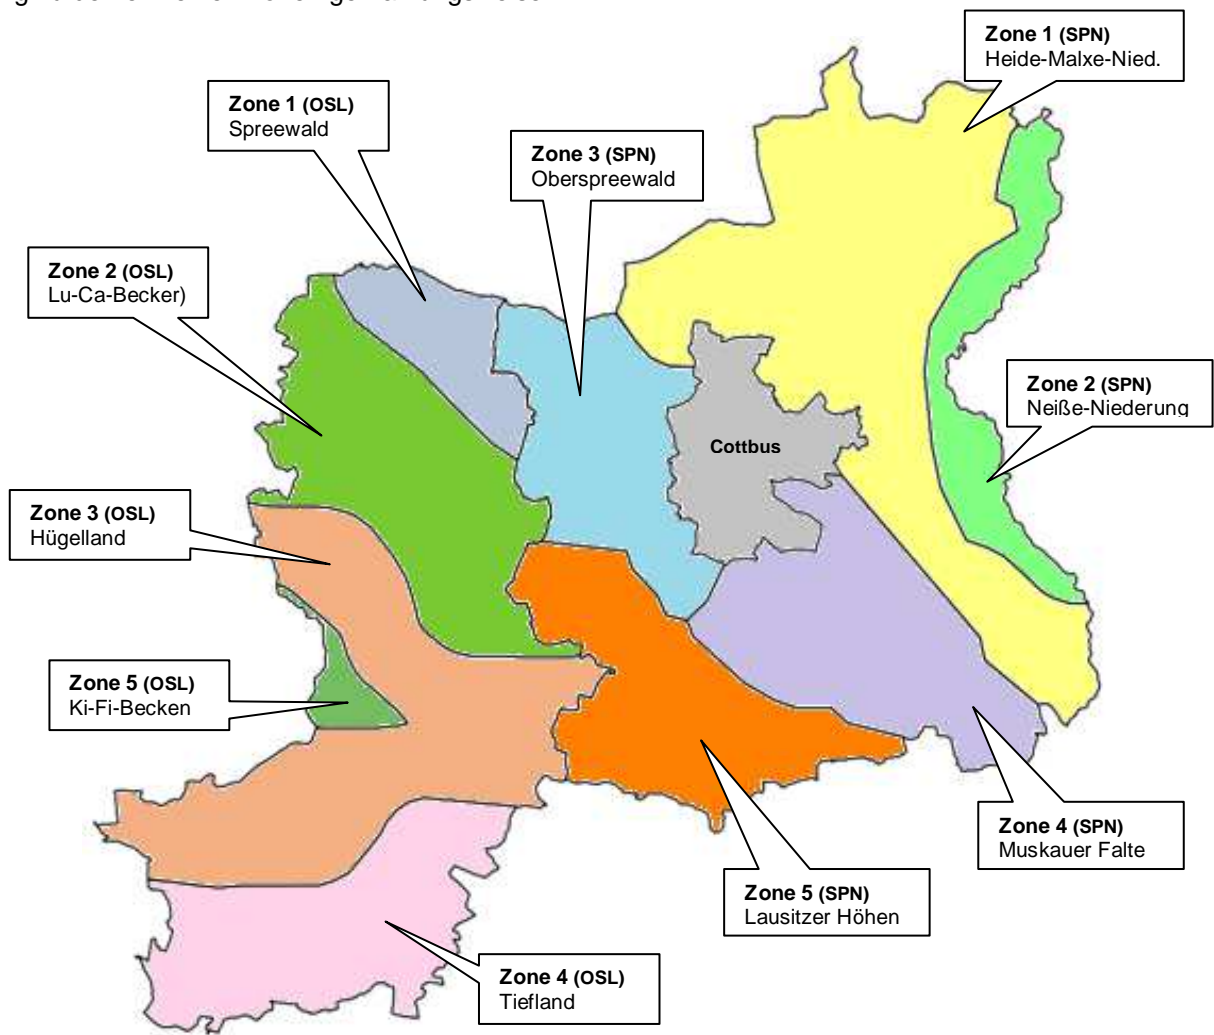 Zone 1 (SPN)
Heide-Malxe-Nied.
Zone 1 (OSL)
Spreewald
Zone 3 (SPN)
Oberspreewald
Zone 2 (OSL)
Lu-Ca-Becker)
Zone 2 (SPN)
Neiße-Niederung
Cottbus
Zone 3 (OSL)
Hügelland
Zone 5 (OSL)
Ki-Fi-Becken
Zone 4 (SPN)
Muskauer Falte
Zone 5 (SPN)
Lausitzer Höhen
Zone 4 (OSL)
Tiefland